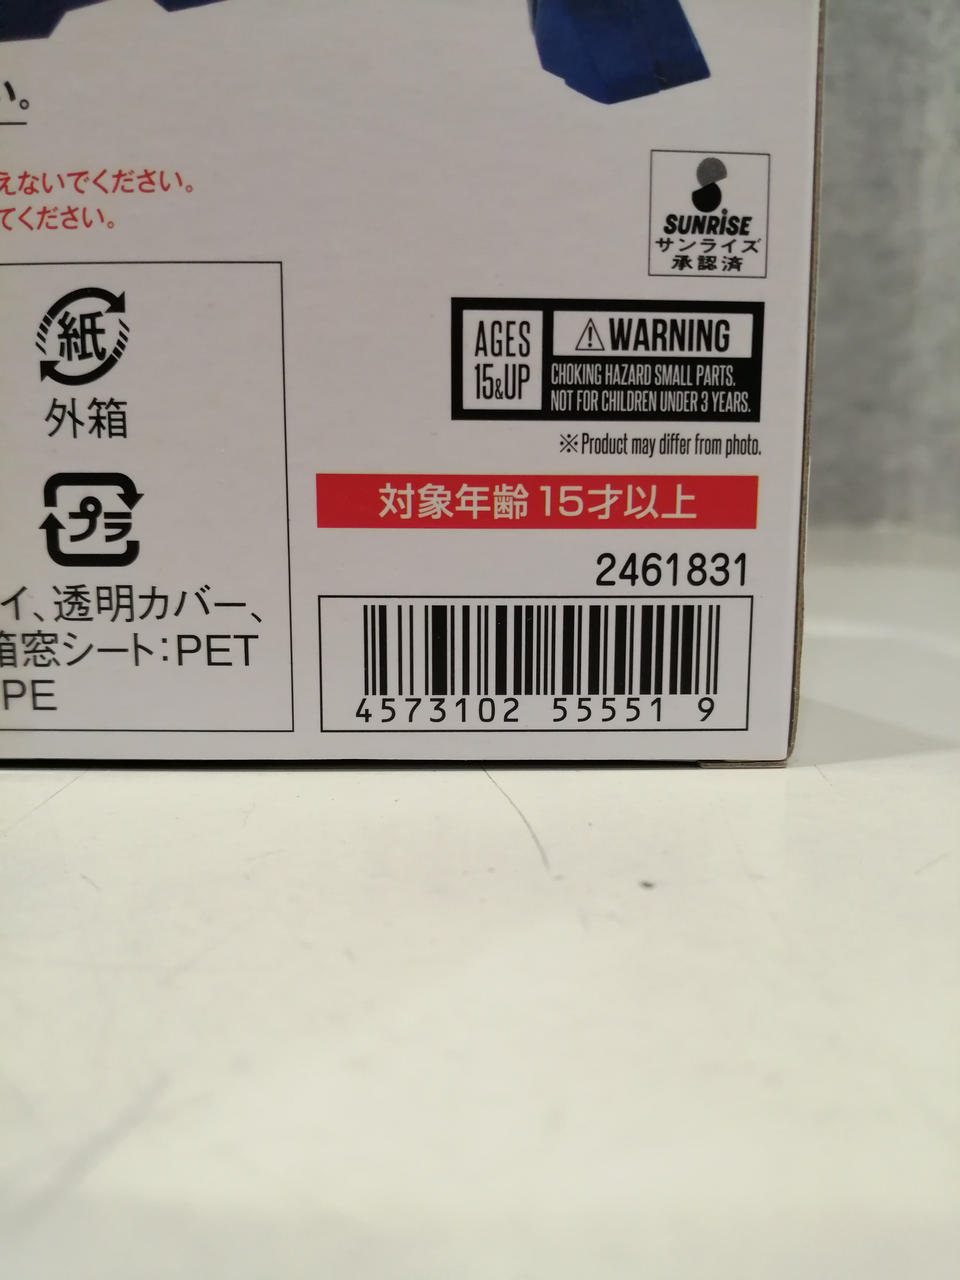 い。
えないでください。
てください。
SUNRISE
サンライズ
承認済
紙
外箱
AGES
15&UP
⚠WARNING
CHOKING HAZARD SMALL PARTS.
NOT FOR CHILDREN UNDER 3 YEARS.
※Product may differ from photo.
対象年齢 15才以上
プラ
イ、透明カバー、
箱窓シート:PET
PE
2461831
4573102 55551 9